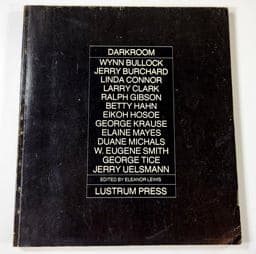 DARKROOM
WYNN BULLOCK
JERRY BURCHARD
LINDA CONNOR
LARRY CLARK
RALPH GIBSON
BETTY HAHN
EIKOH HOSOE
GEORGE KRAUSE
ELAINE MAYES
DUANE MICHALS
W. EUGENE SMITH
GEORGE TICE
JERRY UELSMANN
EDITED BY ELEANOR LEWIS
LUSTRUM PRESS